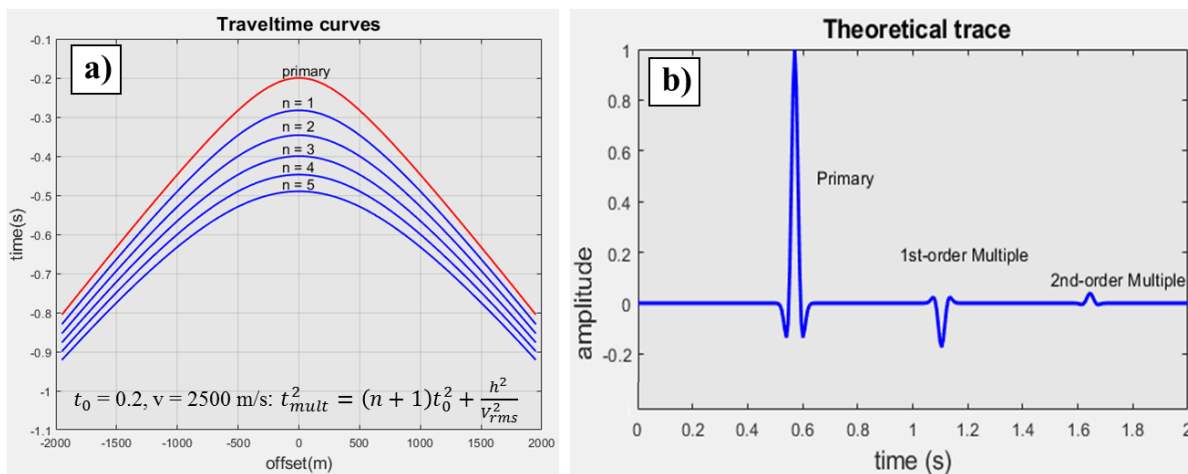 Traveltime curves
a)
-0.1
-0.2
-0.3
-0.4
-0.5
-0.6
-0.7
-0.8
-0.9
-1
-1.1
time(s)
primary
n = 1
n = 2
n = 3
n = 4
n = 5
t₀ = 0.2, v = 2500 m/s: t²ₘᵤₗₜ = (n + 1)t₀² + h²/V²ᵣₘₛ
-2000 -1500 -1000 -500 0 500 1000 1500 2000
offset(m)
Theoretical trace
b)
1
0.8
0.6
0.4
0.2
0
-0.2
amplitude
Primary
1st-order Multiple
2nd-order Multiple
0 0.2 0.4 0.6 0.8 1 1.2 1.4 1.6 1.8 2
time (s)